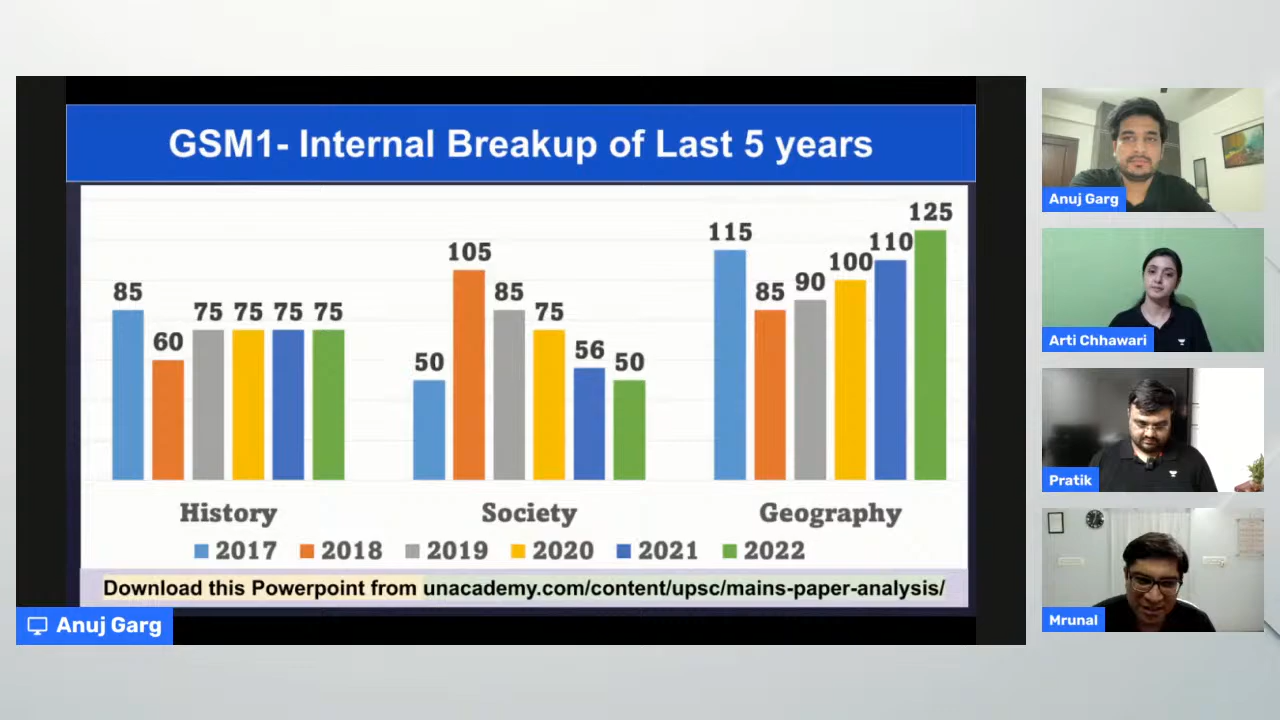 GSM1- Internal Breakup of Last 5 years
85 60 75 75 75 75
50 105 85 75 56 50
115 85 90 100 110 125
History Society Geography
2017 2018 2019 2020 2021 2022
Download this Powerpoint from unacademy.com/content/upsc/mains-paper-analysis/
Anuj Garg
Anuj Garg
Arti Chhawari
Pratik
Mrunal